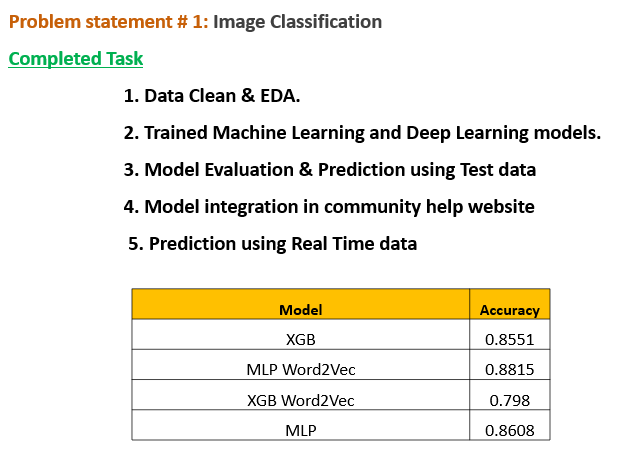 Problem statement # 1: Image Classification
Completed Task
1. Data Clean & EDA.
2. Trained Machine Learning and Deep Learning models.
3. Model Evaluation & Prediction using Test data
4. Model integration in community help website
5. Prediction using Real Time data
Model Accuracy
XGB 0.8551
MLP Word2Vec 0.8815
XGB Word2Vec 0.798
MLP 0.8608